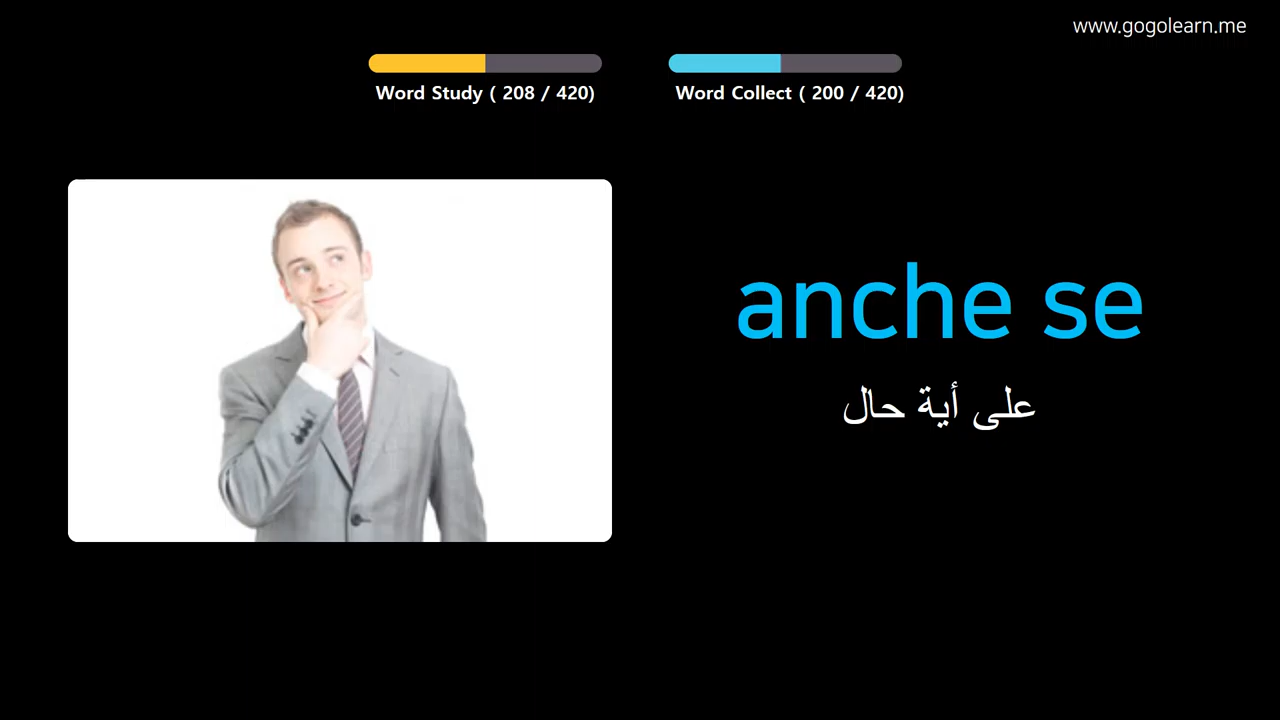 www.gogolearn.me
Word Study ( 208 / 420)
Word Collect ( 200 / 420)
anche se
على أية حال